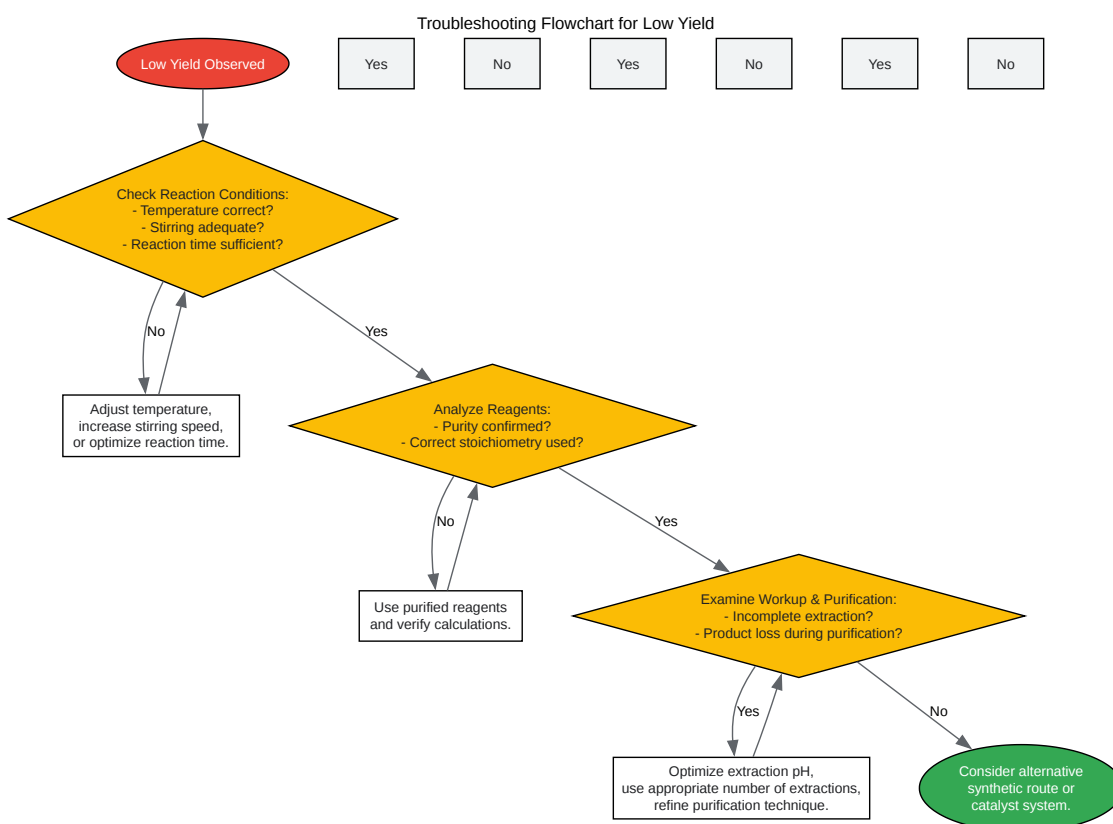 Troubleshooting Flowchart for Low Yield
Low Yield Observed
Yes
No
Yes
No
Yes
No
Check Reaction Conditions:
- Temperature correct?
- Stirring adequate?
- Reaction time sufficient?
No
Yes
Adjust temperature,
increase stirring speed,
or optimize reaction time.
Analyze Reagents:
- Purity confirmed?
- Correct stoichiometry used?
No
Yes
Use purified reagents
and verify calculations.
Examine Workup & Purification:
- Incomplete extraction?
- Product loss during purification?
Yes
No
Optimize extraction pH,
use appropriate number of extractions,
refine purification technique.
Consider alternative
synthetic route or
catalyst system.